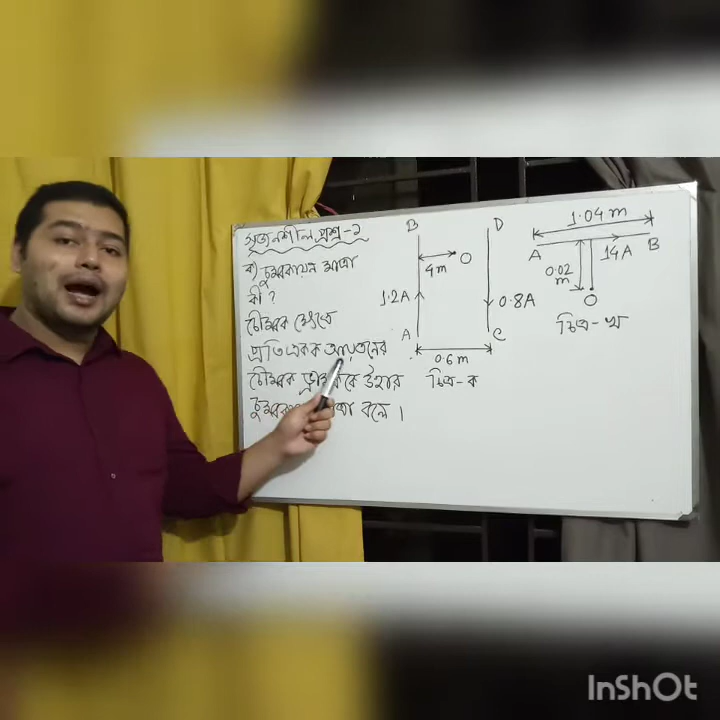 সৃজনশীল প্রশ্ন-২
ক) চুম্বকায়ন মাত্রা
কী ?
চৌম্বক ক্ষেত্রে
প্রতি একক আয়তনের
চৌম্বক উহার
বলে ।
B
D
4m
O
1.2A
0.8A
A
C
0.6 m
চিত্র-ক
1.04 m
A
14A
B
0.02
m
O
চিত্র-খ
InShOt